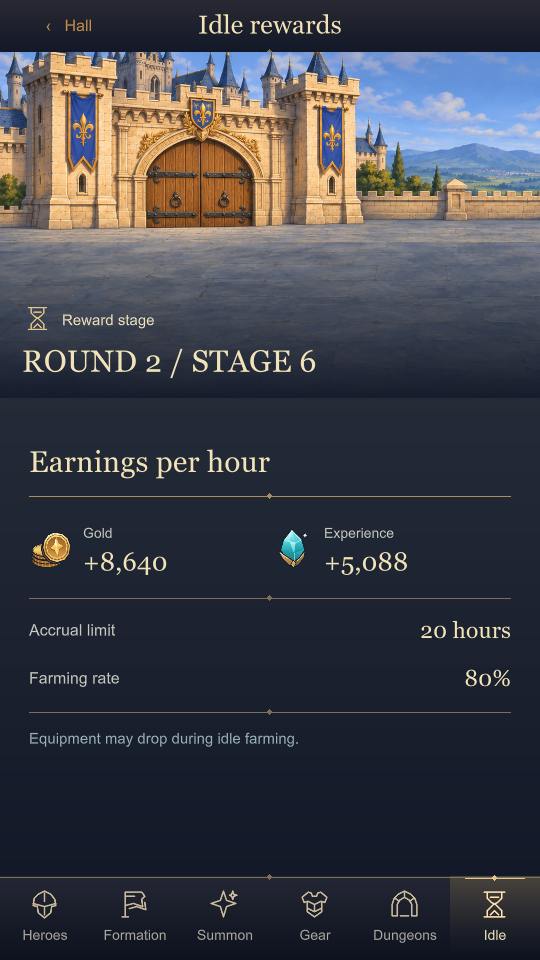 ‹ Hall
Idle rewards
Reward stage
ROUND 2 / STAGE 6
Earnings per hour
Gold
+8,640
Experience
+5,088
Accrual limit
20 hours
Farming rate
80%
Equipment may drop during idle farming.
Heroes
Formation
Summon
Gear
Dungeons
Idle